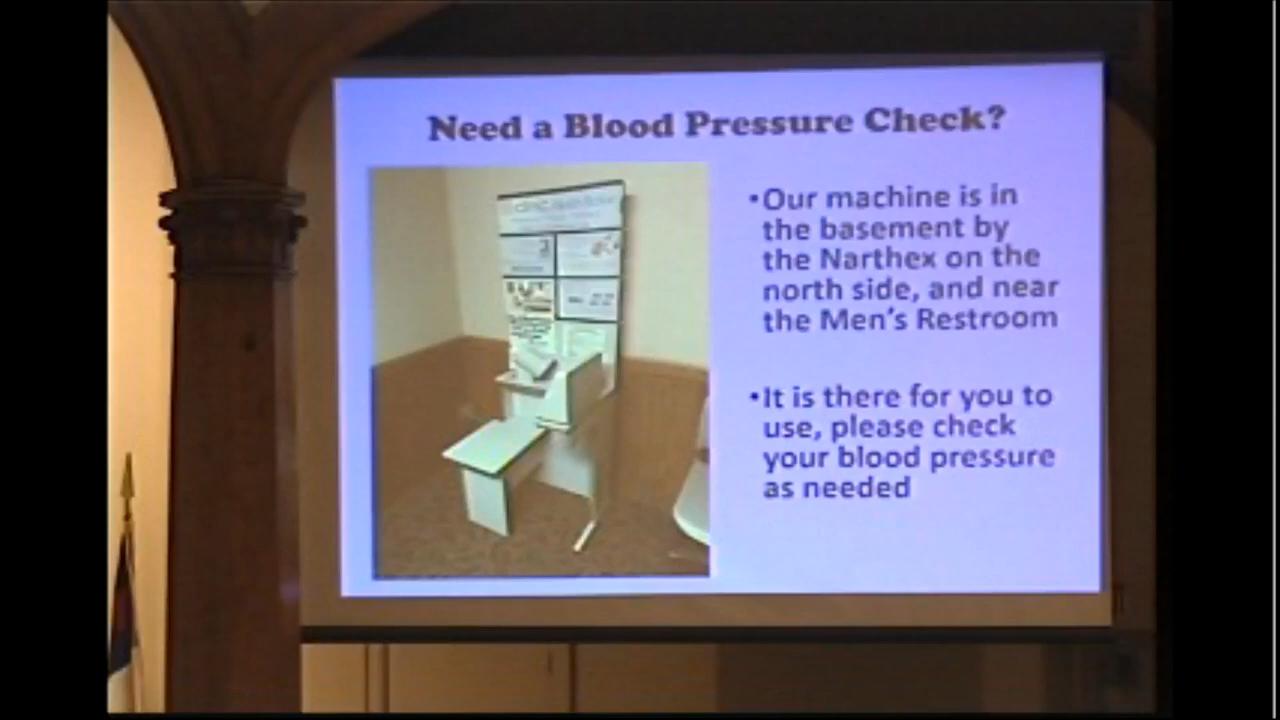 Need a Blood Pressure Check?
•Our machine is in
the basement by
the Narthex on the
north side, and near
the Men's Restroom
•It is there for you to
use, please check
your blood pressure
as needed